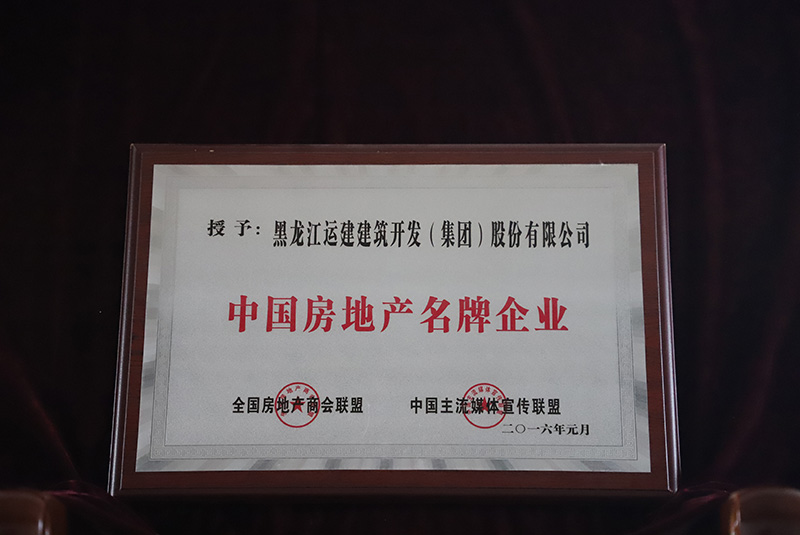 授予：黑龙江运建建筑开发（集团）股份有限公司
中国房地产名牌企业
全国房地产商会联盟 中国主流媒体宣传联盟
二〇一六年元月